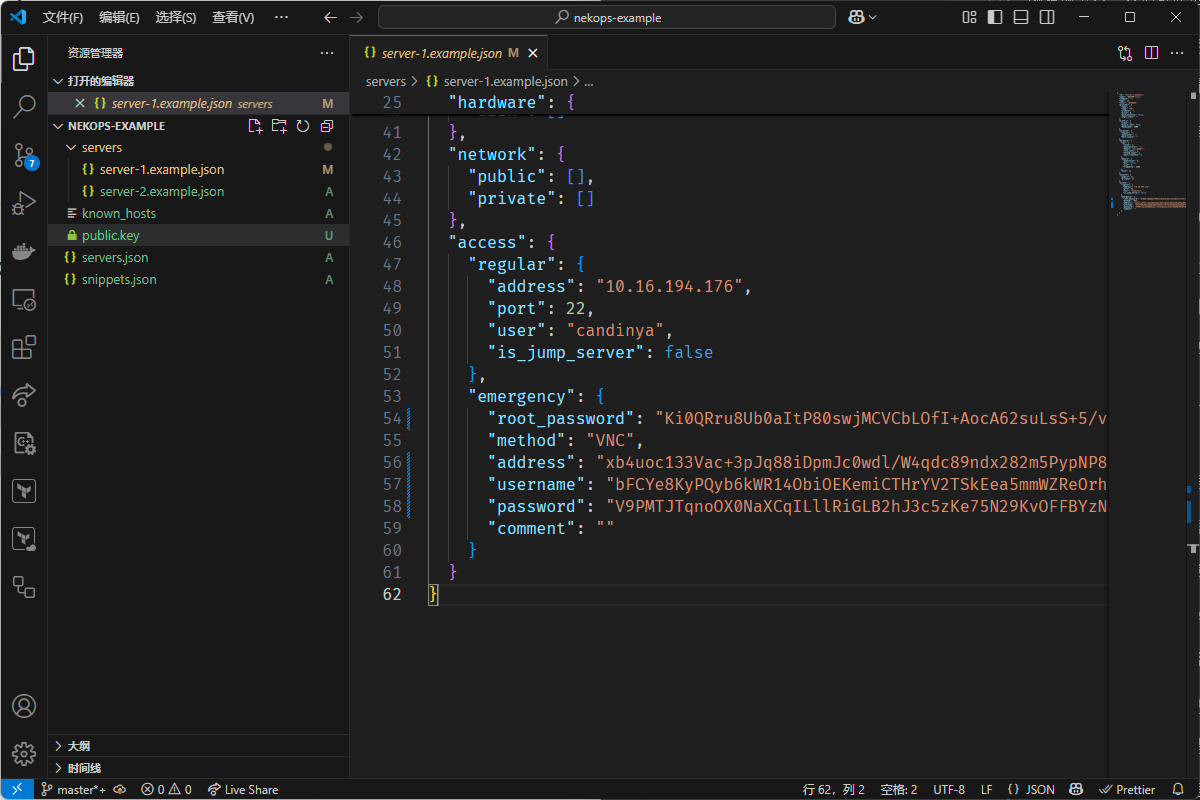 文件(F) 编辑(E) 选择(S) 查看(V) ··· nekops-example
资源管理器 ···
打开的编辑器
server-1.example.json servers M
NEKOPS-EXAMPLE
servers
{} server-1.example.json M
{} server-2.example.json A
known_hosts A
public.key U
{} servers.json A
{} snippets.json A
7
大纲
时间线
{} server-1.example.json M
servers > {} server-1.example.json > ...
25 "hardware": {
41 },
42 "network": {
43 "public": [],
44 "private": []
45 },
46 "access": {
47 "regular": {
48 "address": "10.16.194.176",
49 "port": 22,
50 "user": "candinya",
51 "is_jump_server": false
52 },
53 "emergency": {
54 "root_password": "Ki0QRru8Ub0aItP80swjMCVCbLOfI+AocA62suLsS+5/v
55 "method": "VNC",
56 "address": "xb4uoc133Vac+3pJq88iDpmJc0wdl/W4qdc89ndx282m5PypNP8
57 "username": "bFCYe8KyPQyb6kWR14ObiOEKemiCTHrYV2TSkEea5mmWZReOrh
58 "password": "V9PMTJTqnoOX0NaXCqILllRiGLB2hJ3c5zKe75N29KvOFFBYzN
59 "comment": ""
60 }
61 }
62 }
master*+ 0 0 Live Share 行 62，列 2 空格: 2 UTF-8 LF {} JSON Prettier